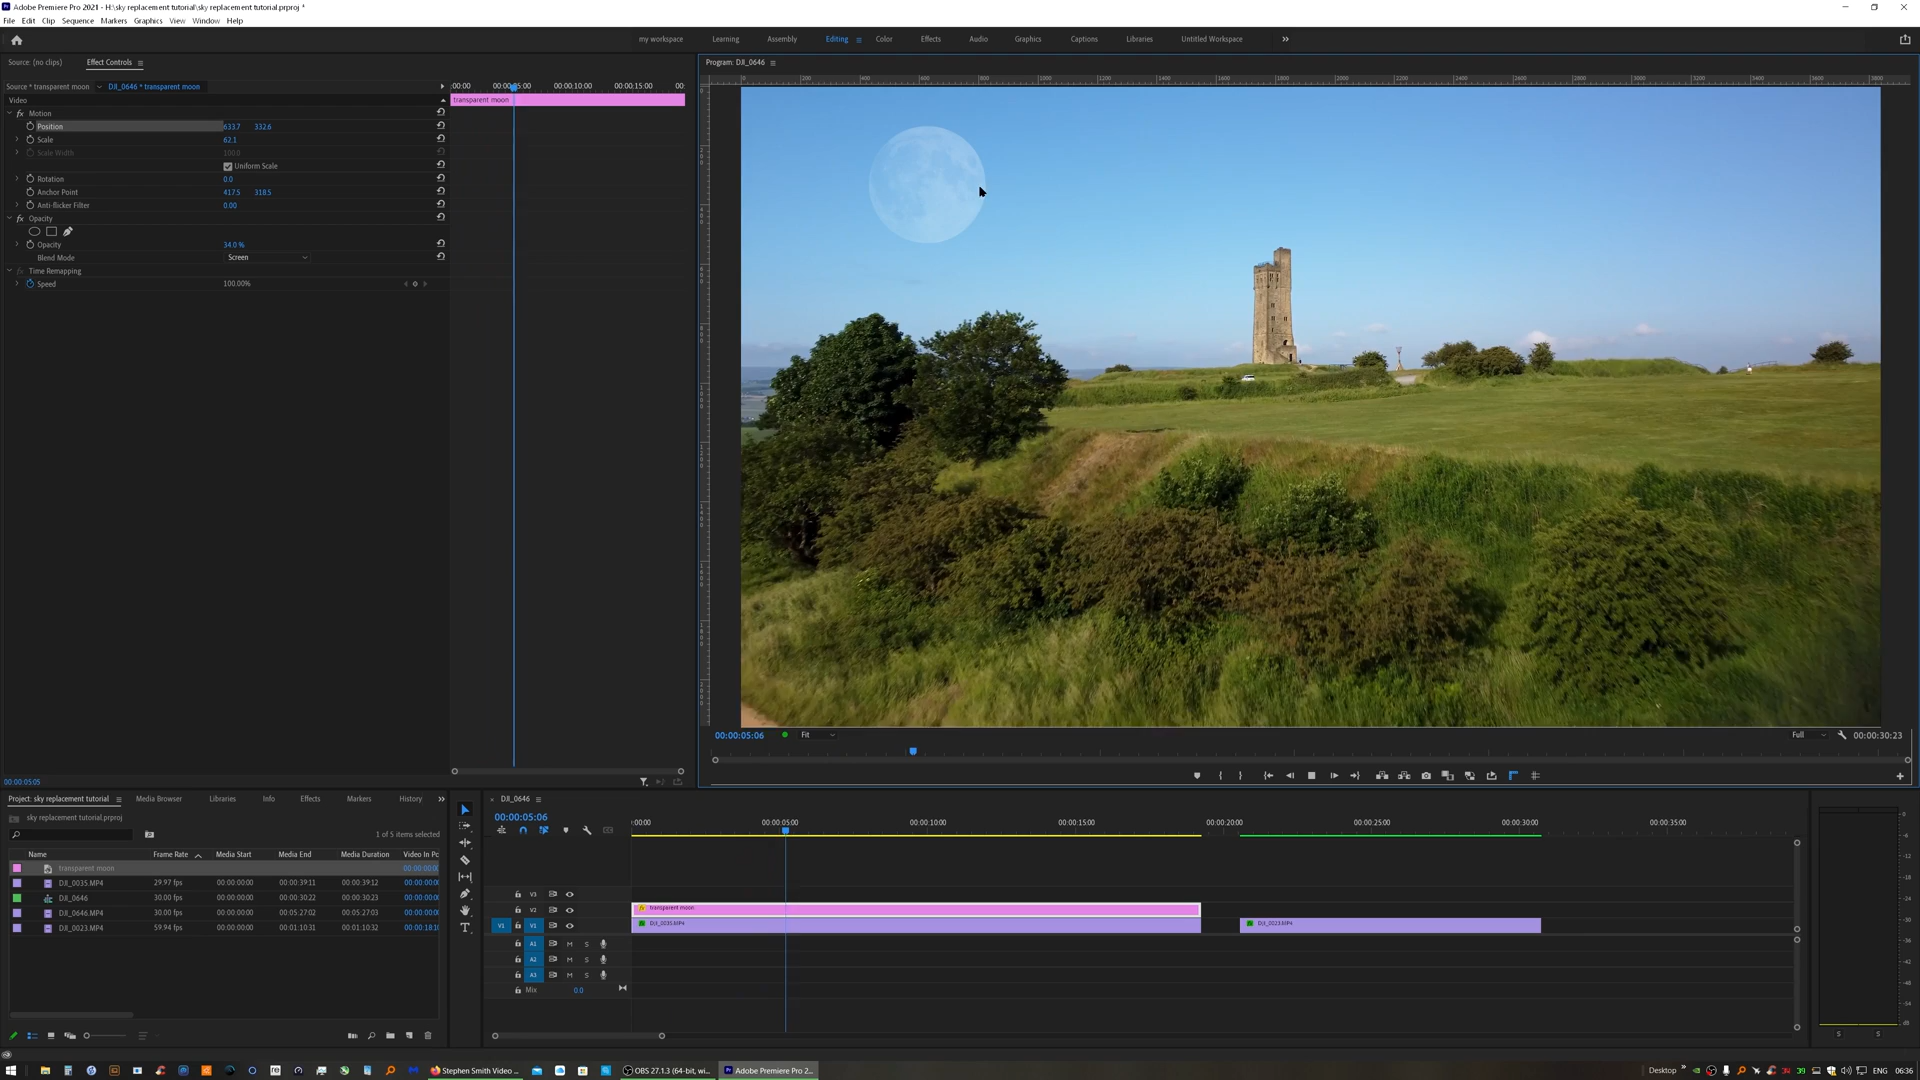 Adobe Premiere Pro 2021 - H:\sky replacement tutorial\sky replacement tutorial.prproj *
File Edit Clip Sequence Markers Graphics View Window Help
my workspace Learning Assembly Editing Color Effects Audio Graphics Captions Libraries Untitled Workspace
Source: (no clips) Effect Controls
Program: DJI_0646
Source * transparent moon DJI_0646 * transparent moon
:00:00 00:00:05:00 00:00:10:00 00:00:15:00 00:
Video
transparent moon
fx Motion
Position 633.7 332.6
Scale 62.1
Scale Width 100.0
Uniform Scale
Rotation 0.0
Anchor Point 417.5 318.5
Anti-flicker Filter 0.00
fx Opacity
Opacity 34.0 %
Blend Mode Screen
Time Remapping
Speed 100.00%
00:00:05:06 Fit Full 00:00:30:23
00:00:05:05
Project: sky replacement tutorial Media Browser Libraries Info Effects Markers History
sky replacement tutorial.prproj
1 of 5 items selected
Name Frame Rate Media Start Media End Media Duration Video In Po
transparent moon 00:00:00:00
DJI_0035.MP4 29.97 fps 00:00:00:00 00:00:39:11 00:00:39:12 00:00:00:00
DJI_0646 30.00 fps 00:00:00:00 00:00:30:22 00:00:30:23 00:00:00:00
DJI_0646.MP4 30.00 fps 00:00:00:00 00:05:27:02 00:05:27:03 00:00:00:00
DJI_0023.MP4 59.94 fps 00:00:00:00 00:01:10:31 00:01:10:32 00:00:18:10
DJI_0646
00:00:05:06
:00:00 00:00:05:00 00:00:10:00 00:00:15:00 00:00:20:00 00:00:25:00 00:00:30:00 00:00:35:00
V3
V2 transparent moon
V1 V1 DJI_0035.MP4 DJI_0023.MP4
A1 M S
A2 M S
A3 M S
Mix 0.0
S S
Stephen Smith Video ... OBS 27.1.3 (64-bit, wi... Adobe Premiere Pro 2... Desktop ENG 06:36